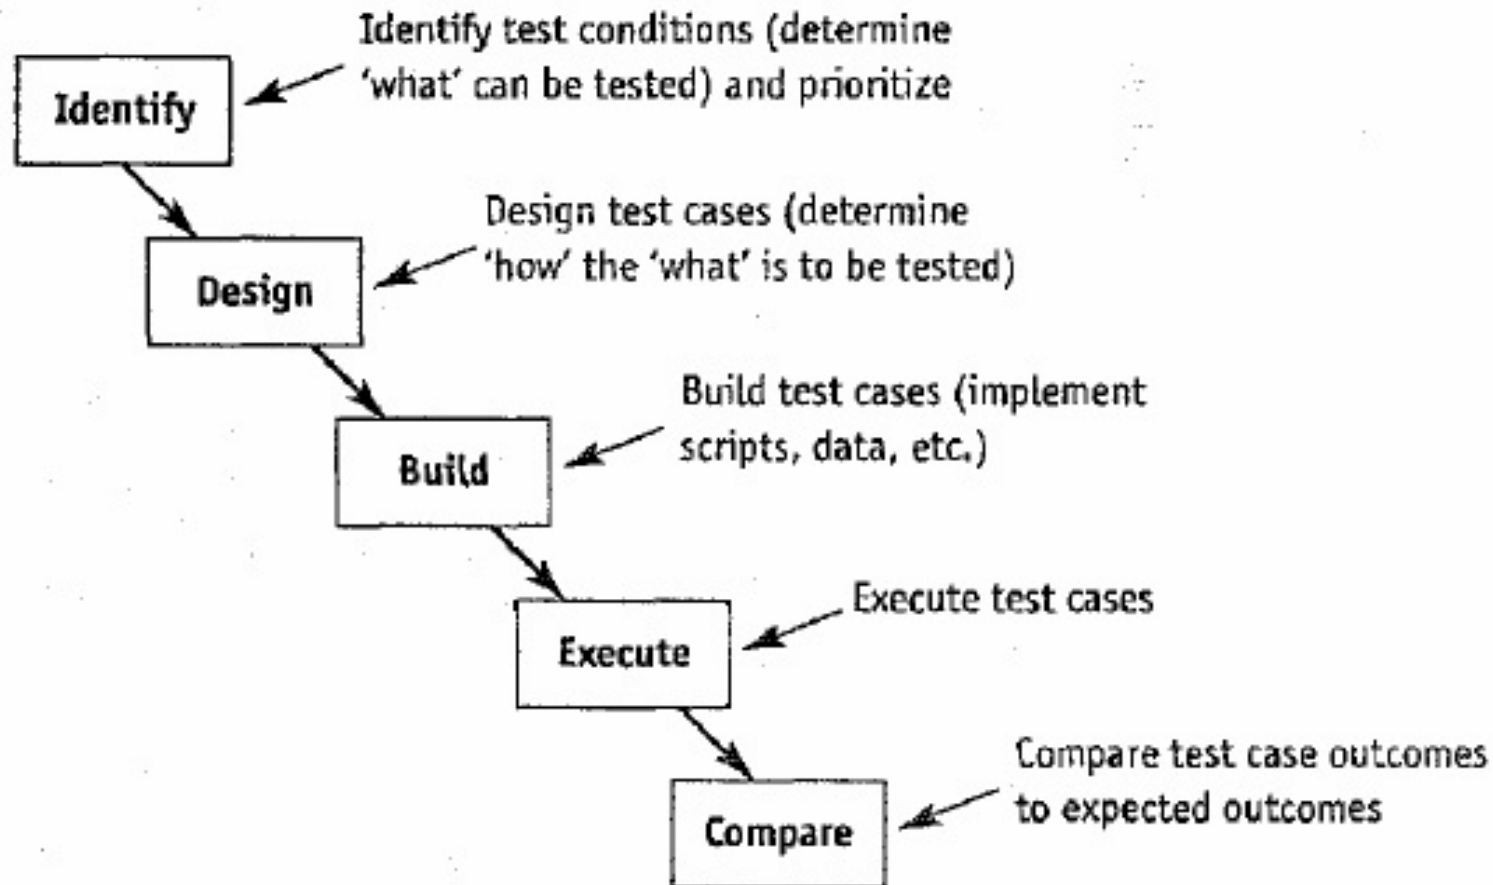 Identify test conditions (determine
'what' can be tested) and prioritize
Identify
Design test cases (determine
'how' the 'what' is to be tested)
Design
Build test cases (implement
scripts, data, etc.)
Build
Execute test cases
Execute
Compare test case outcomes
to expected outcomes
Compare